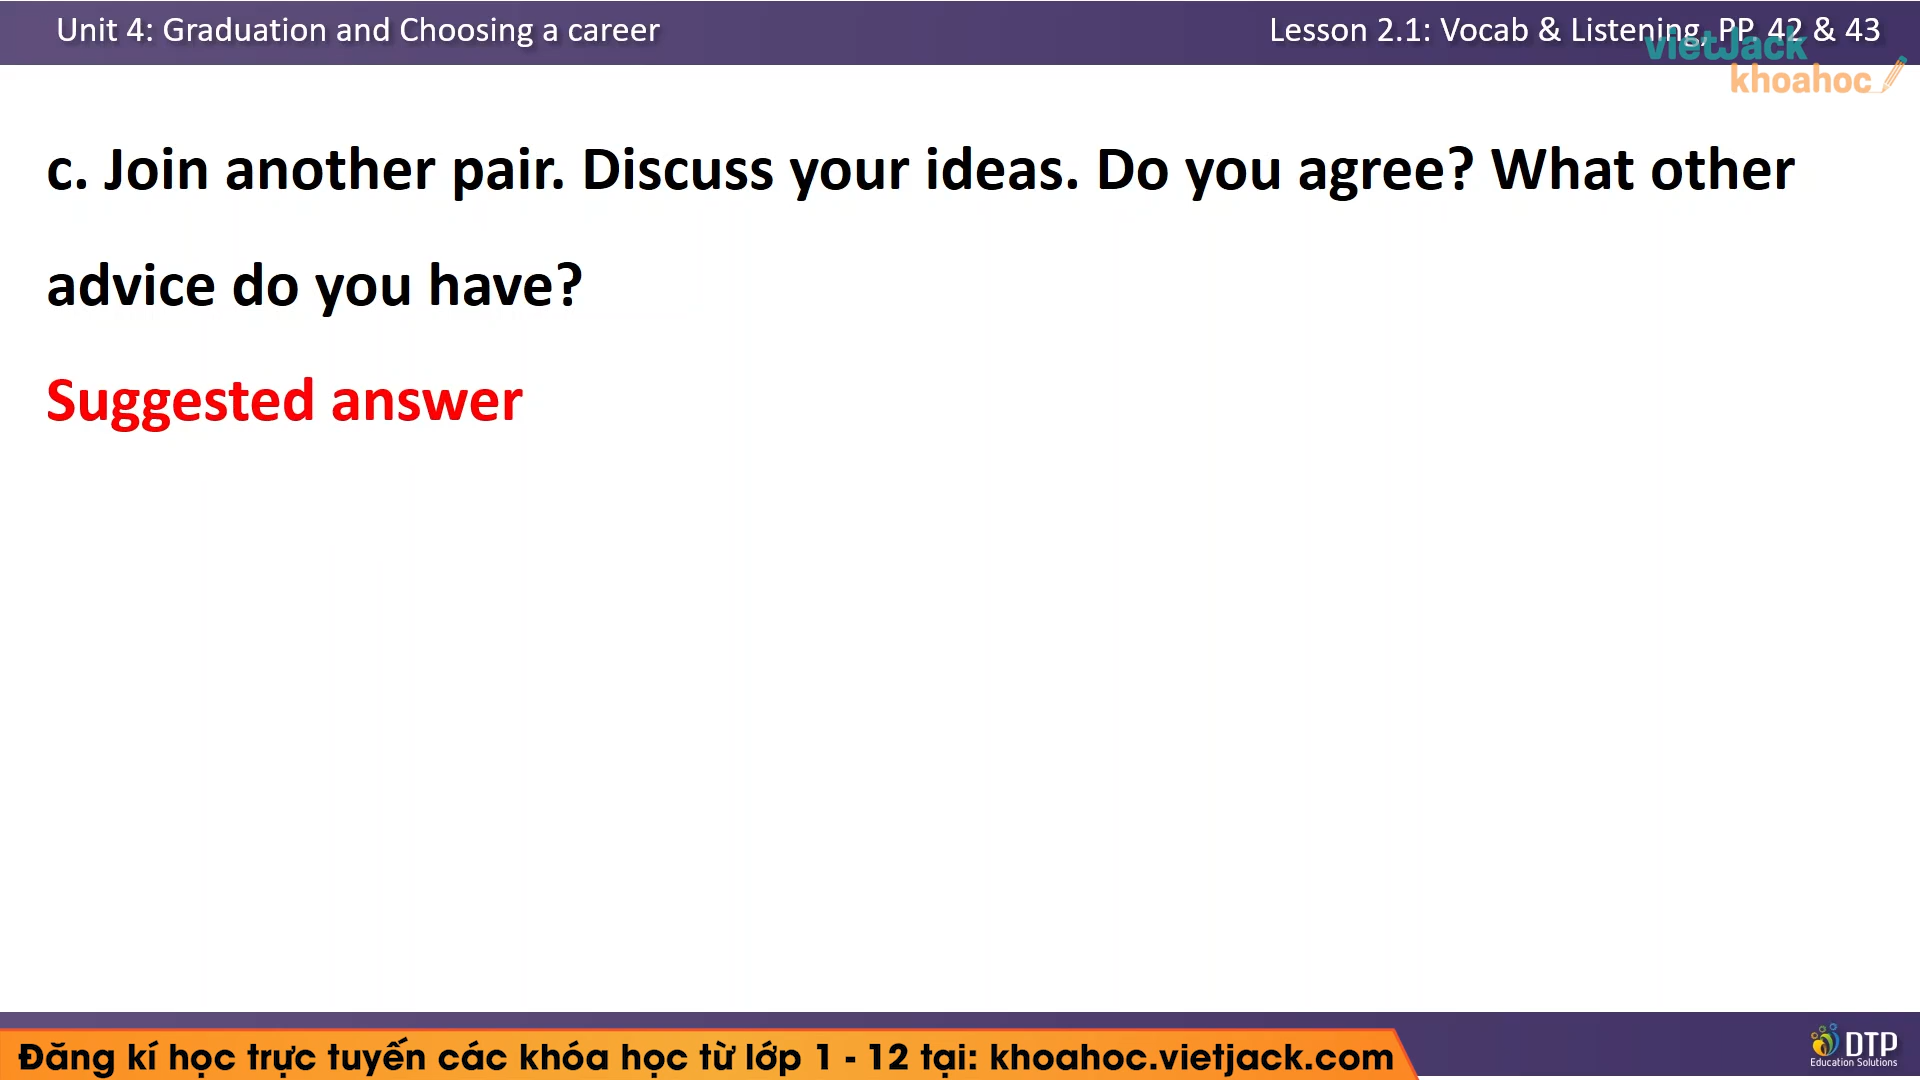 Unit 4: Graduation and Choosing a career
Lesson 2.1: Vocab & Listening, PP. 42 & 43
vietJack
khoahoc
c. Join another pair. Discuss your ideas. Do you agree? What other
advice do you have?
Suggested answer
Đăng kí học trực tuyến các khóa học từ lớp 1 - 12 tại: khoahoc.vietjack.com
DTP
Education Solutions